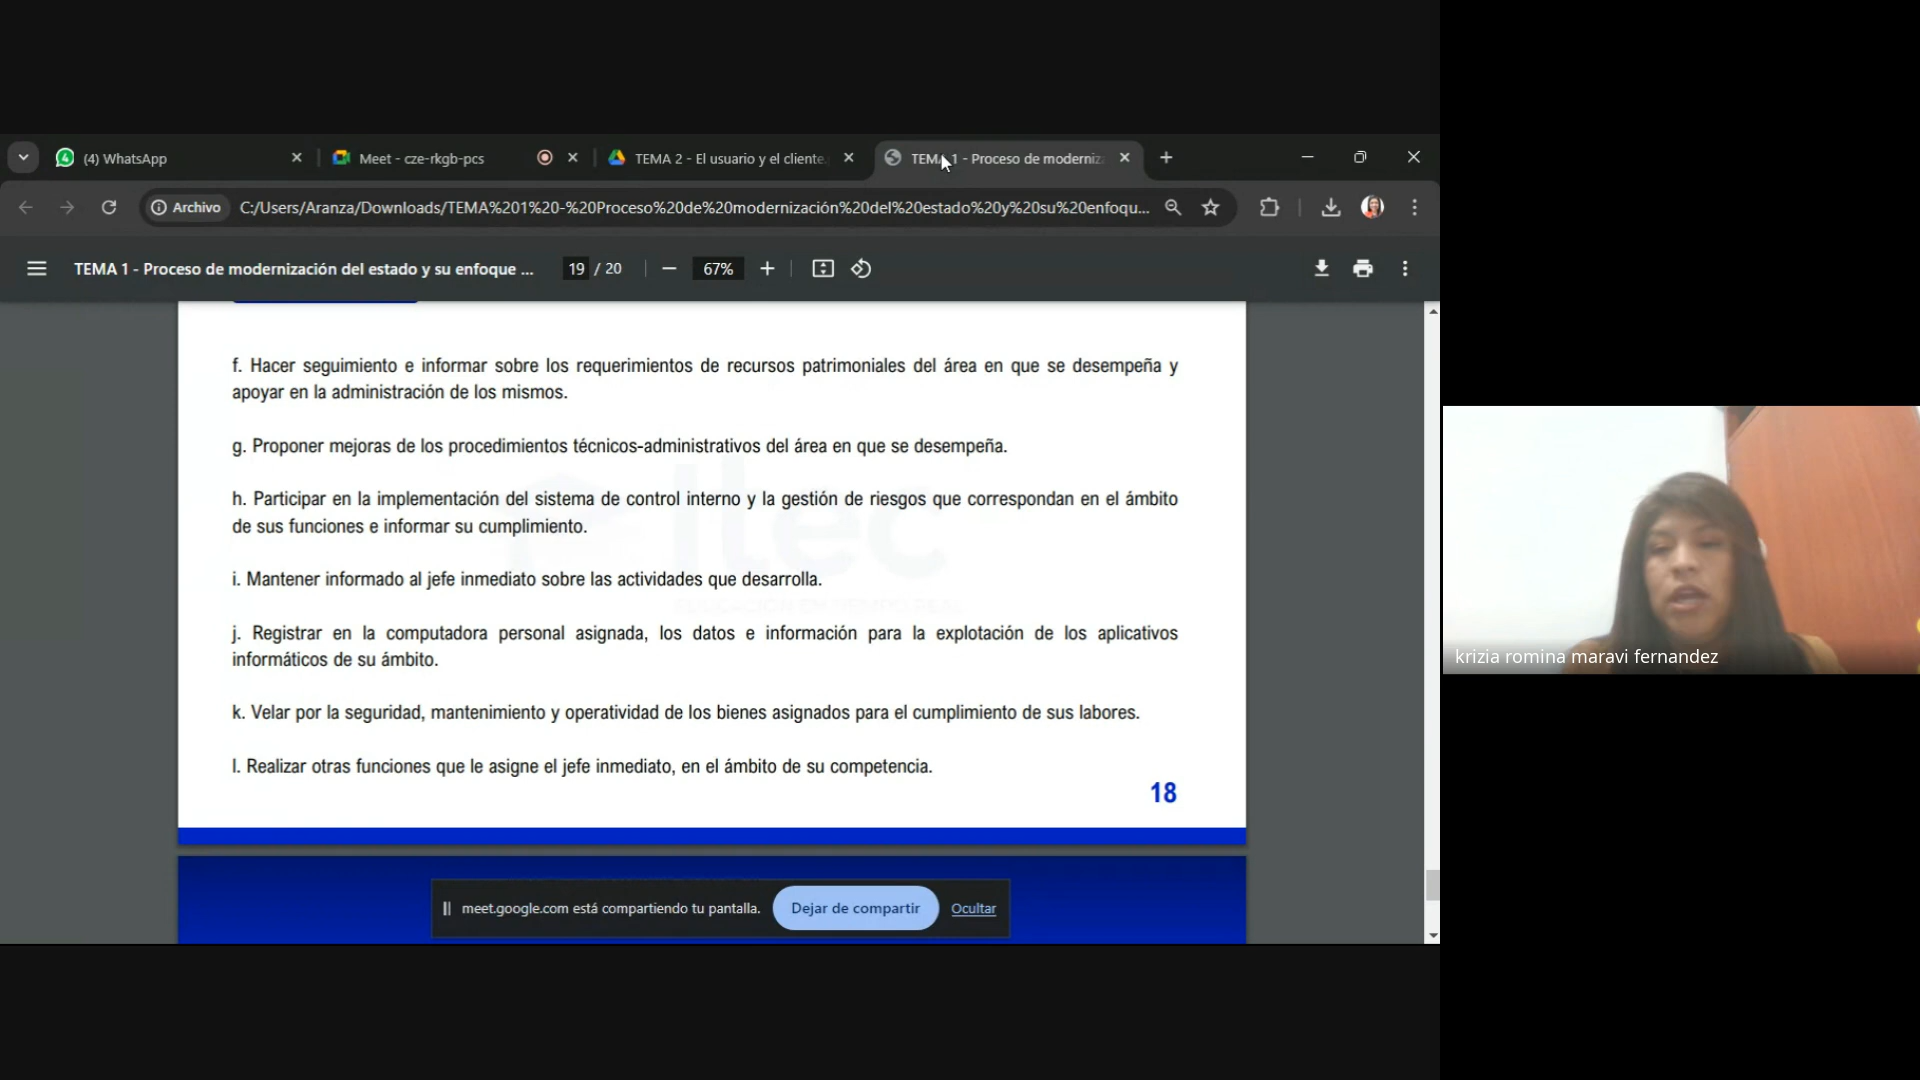 (4) WhatsApp
Meet - cze-rkgb-pcs
TEMA 2 - El usuario y el cliente.
TEMA 1 - Proceso de moderniz
Archivo
C:/Users/Aranza/Downloads/TEMA%201%20-%20Proceso%20de%20modernización%20del%20estado%20y%20su%20enfoqu...
TEMA 1 - Proceso de modernización del estado y su enfoque ...
19 / 20
67%
f. Hacer seguimiento e informar sobre los requerimientos de recursos patrimoniales del área en que se desempeña y
apoyar en la administración de los mismos.
g. Proponer mejoras de los procedimientos técnicos-administrativos del área en que se desempeña.
h. Participar en la implementación del sistema de control interno y la gestión de riesgos que correspondan en el ámbito
de sus funciones e informar su cumplimiento.
i. Mantener informado al jefe inmediato sobre las actividades que desarrolla.
j. Registrar en la computadora personal asignada, los datos e información para la explotación de los aplicativos
informáticos de su ámbito.
k. Velar por la seguridad, mantenimiento y operatividad de los bienes asignados para el cumplimiento de sus labores.
l. Realizar otras funciones que le asigne el jefe inmediato, en el ámbito de su competencia.
18
Ilec
meet.google.com está compartiendo tu pantalla.
Dejar de compartir
Ocultar
krizia romina maravi fernandez